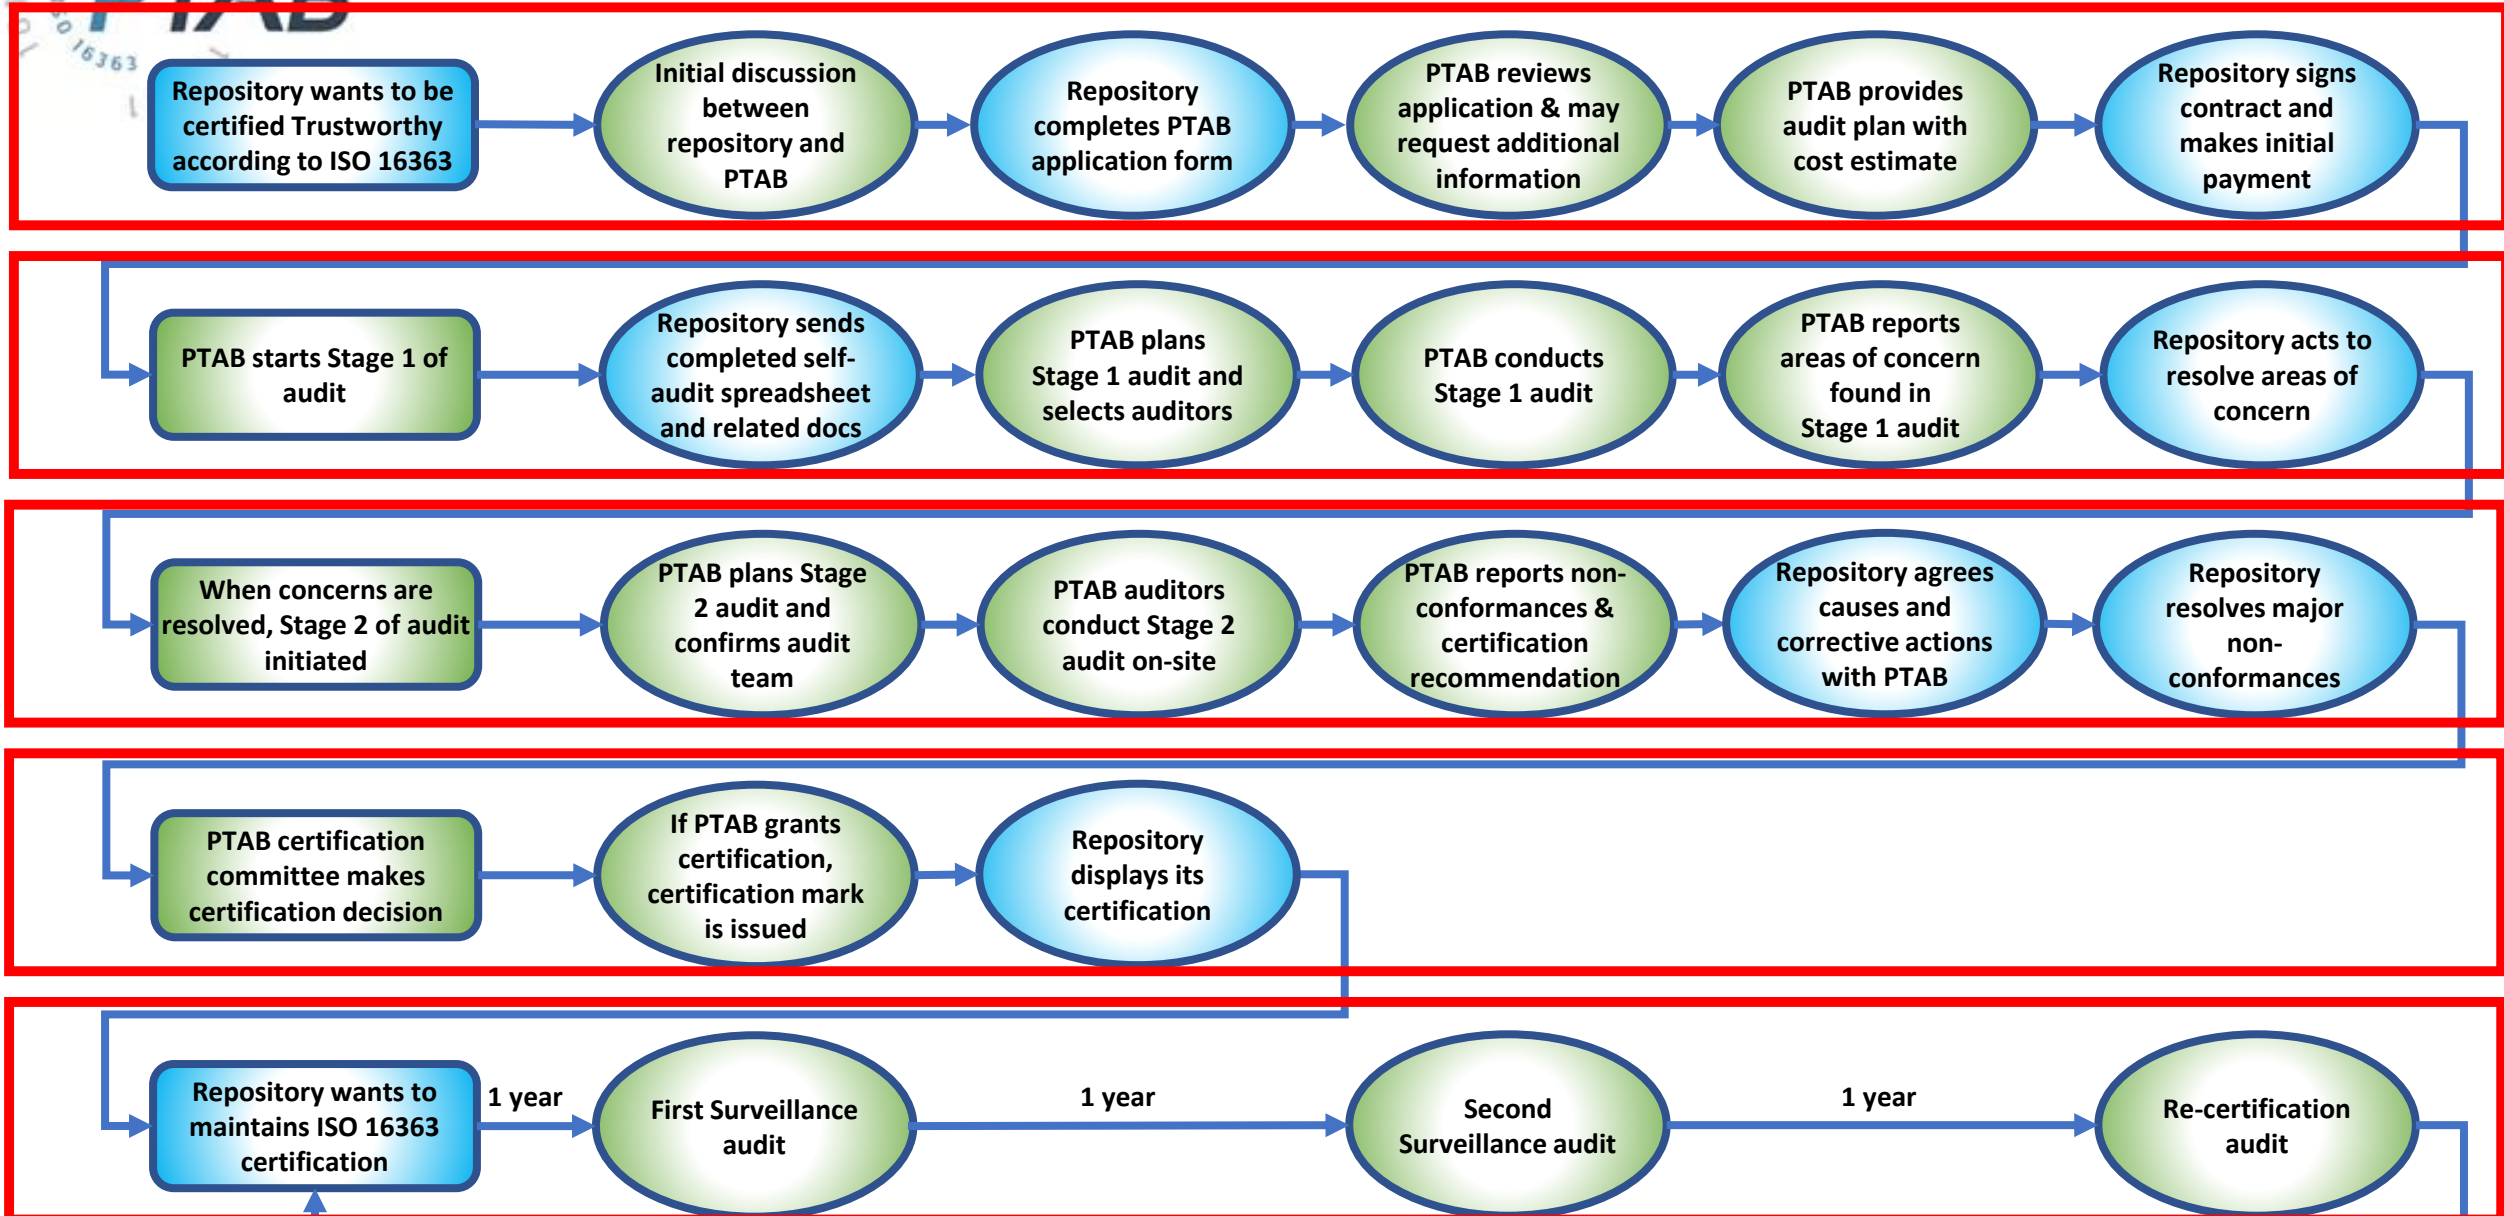 PTAB
ISO 16363
Repository wants to be
certified Trustworthy
according to ISO 16363
Initial discussion
between
repository and
PTAB
Repository
completes PTAB
application form
PTAB reviews
application & may
request additional
information
PTAB provides
audit plan with
cost estimate
Repository signs
contract and
makes initial
payment
PTAB starts Stage 1 of
audit
Repository sends
completed self-
audit spreadsheet
and related docs
PTAB plans
Stage 1 audit and
selects auditors
PTAB conducts
Stage 1 audit
PTAB reports
areas of concern
found in
Stage 1 audit
Repository acts to
resolve areas of
concern
When concerns are
resolved, Stage 2 of audit
initiated
PTAB plans Stage
2 audit and
confirms audit
team
PTAB auditors
conduct Stage 2
audit on-site
PTAB reports non-
conformances &
certification
recommendation
Repository agrees
causes and
corrective actions
with PTAB
Repository
resolves major
non-
conformances
PTAB certification
committee makes
certification decision
If PTAB grants
certification,
certification mark
is issued
Repository
displays its
certification
Repository wants to
maintains ISO 16363
certification
1 year
First Surveillance
audit
1 year
Second
Surveillance audit
1 year
Re-certification
audit